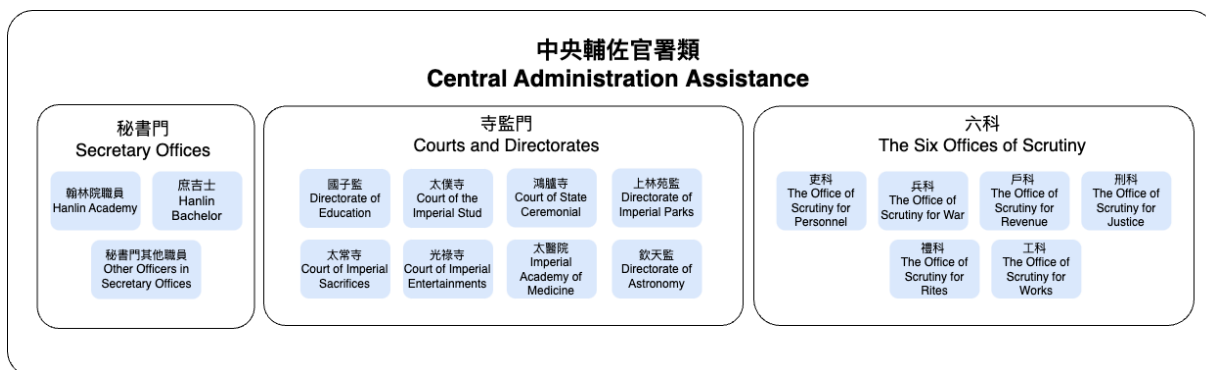 中央輔佐官署類
Central Administration Assistance
秘書門
Secretary Offices
翰林院職員
Hanlin Academy
庶吉士
Hanlin
Bachelor
秘書門其他職員
Other Officers in
Secretary Offices
寺監門
Courts and Directorates
國子監
Directorate of
Education
太僕寺
Court of the
Imperial Stud
鴻臚寺
Court of State
Ceremonial
上林苑監
Directorate of
Imperial Parks
太常寺
Court of Imperial
Sacrifices
光祿寺
Court of Imperial
Entertainments
太醫院
Imperial
Academy of
Medicine
欽天監
Directorate of
Astronomy
六科
The Six Offices of Scrutiny
吏科
The Office of
Scrutiny for
Personnel
兵科
The Office of
Scrutiny for War
戶科
The Office of
Scrutiny for
Revenue
刑科
The Office of
Scrutiny for
Justice
禮科
The Office of
Scrutiny for
Rites
工科
The Office of
Scrutiny for
Works